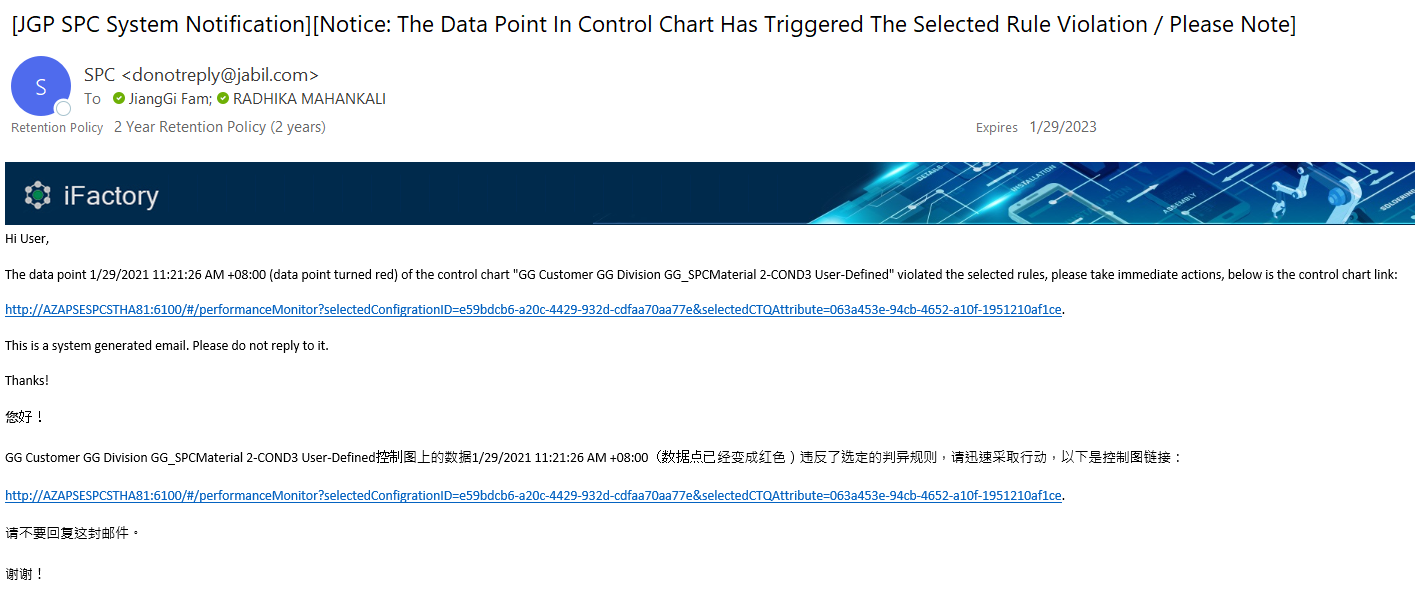 [JGP SPC System Notification][Notice: The Data Point In Control Chart Has Triggered The Selected Rule Violation / Please Note]
S
SPC <donotreply@jabil.com>
To JiangGi Fam; RADHIKA MAHANKALI
Retention Policy 2 Year Retention Policy (2 years) Expires 1/29/2023
iFactory
DETAILS
INSTALLATION
ASSEMBLY
SOLDERING
Hi User,
The data point 1/29/2021 11:21:26 AM +08:00 (data point turned red) of the control chart "GG Customer GG Division GG_SPCMaterial 2-COND3 User-Defined" violated the selected rules, please take immediate actions, below is the control chart link:
http://AZAPSESPCSTHA81:6100/#/performanceMonitor?selectedConfigrationID=e59bdcb6-a20c-4429-932d-cdfaa70aa77e&selectedCTQAttribute=063a453e-94cb-4652-a10f-1951210af1ce.
This is a system generated email. Please do not reply to it.
Thanks!
您好！
GG Customer GG Division GG_SPCMaterial 2-COND3 User-Defined控制图上的数据1/29/2021 11:21:26 AM +08:00（数据点已经变成红色）违反了选定的判异规则，请迅速采取行动，以下是控制图链接：
http://AZAPSESPCSTHA81:6100/#/performanceMonitor?selectedConfigrationID=e59bdcb6-a20c-4429-932d-cdfaa70aa77e&selectedCTQAttribute=063a453e-94cb-4652-a10f-1951210af1ce.
请不要回复这封邮件。
谢谢！